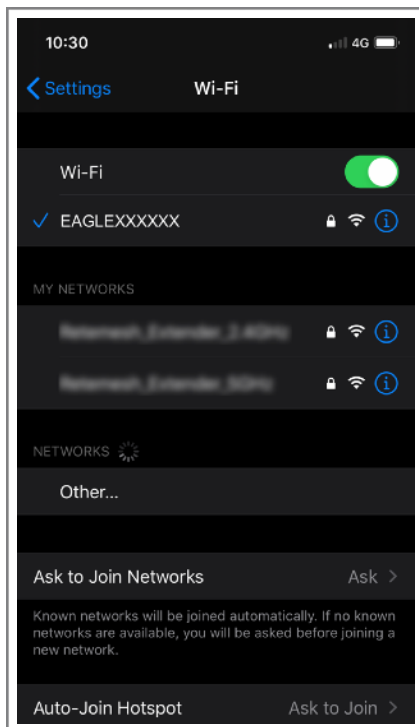 10:30
4G
Settings
Wi-Fi
Wi-Fi
EAGLEXXXXXX
MY NETWORKS
NETWORKS
Other...
Ask to Join Networks
Ask
Known networks will be joined automatically. If no known
networks are available, you will be asked before joining a
new network.
Auto-Join Hotspot
Ask to Join